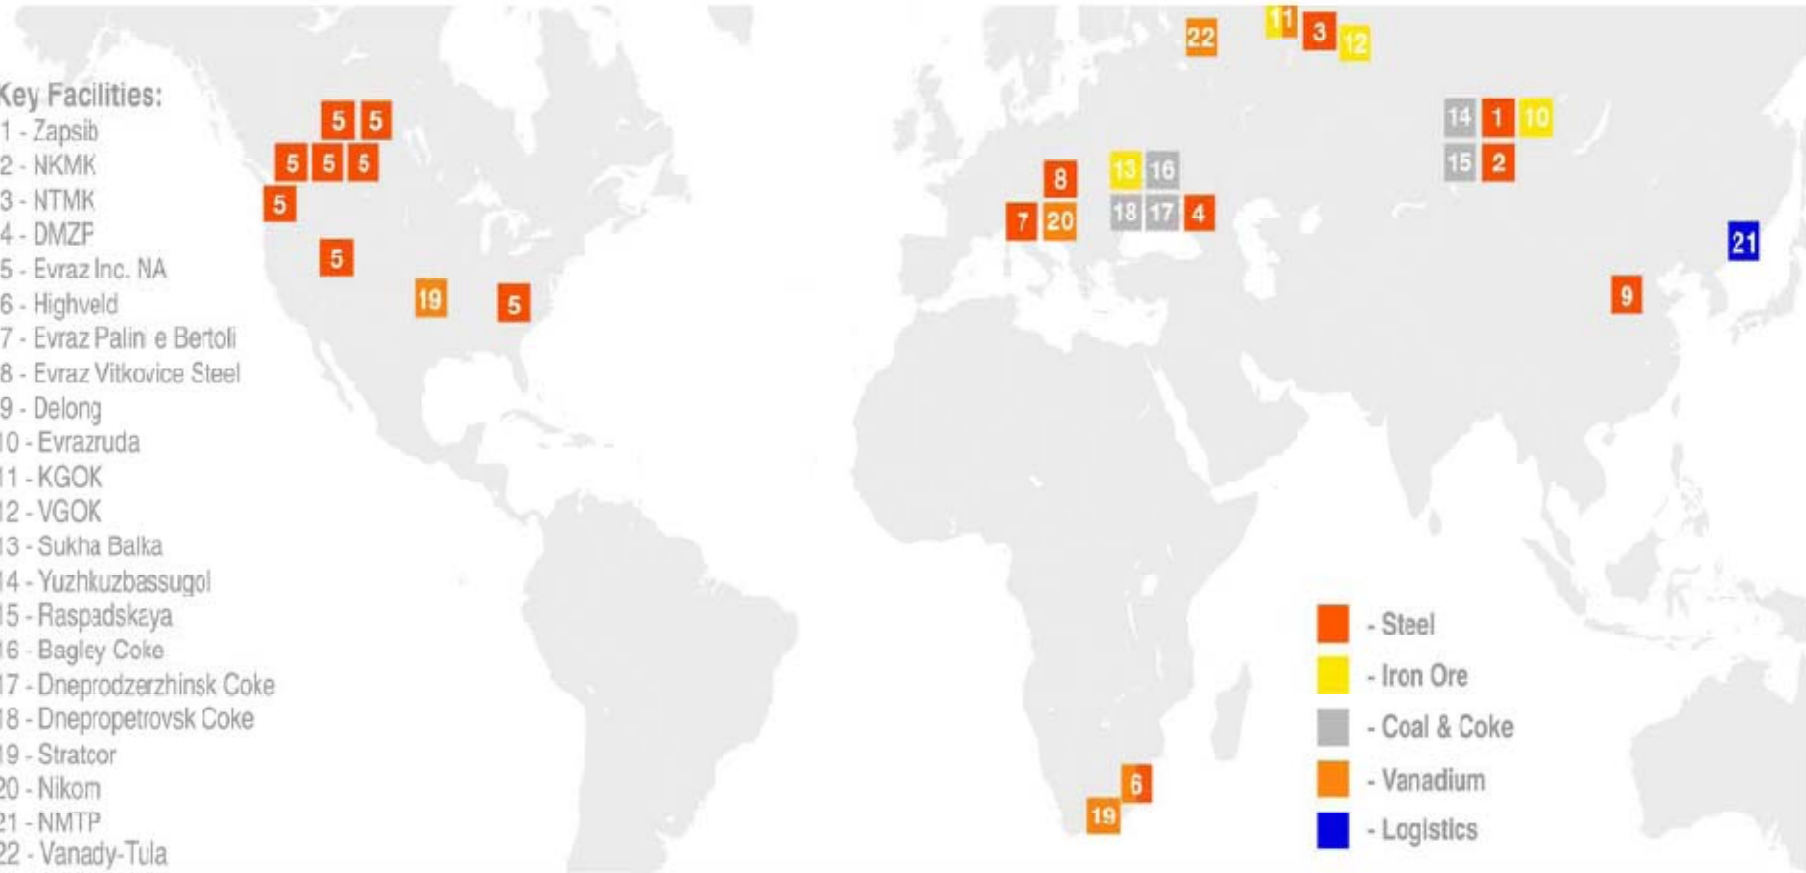 Key Facilities:
1 - Zapsib
2 - NKMK
3 - NTMK
4 - DMZP
5 - Evraz Inc. NA
6 - Highveld
7 - Evraz Palini e Bertoli
8 - Evraz Vitkovice Steel
9 - Delong
10 - Evrazruda
11 - KGOK
12 - VGOK
13 - Sukha Balka
14 - Yuzhkuzbassugol
15 - Raspadskaya
16 - Bagley Coke
17 - Dneprodzerzhinsk Coke
18 - Dnepropetrovsk Coke
19 - Stratcor
20 - Nikom
21 - NMTP
22 - Vanady-Tula
5 5
5 5 5
5
5
19 5
22 11 3 12
14 1 10
15 2
8 13 16
7 20 18 17 4
21
9
6
19
- Steel
- Iron Ore
- Coal & Coke
- Vanadium
- Logistics